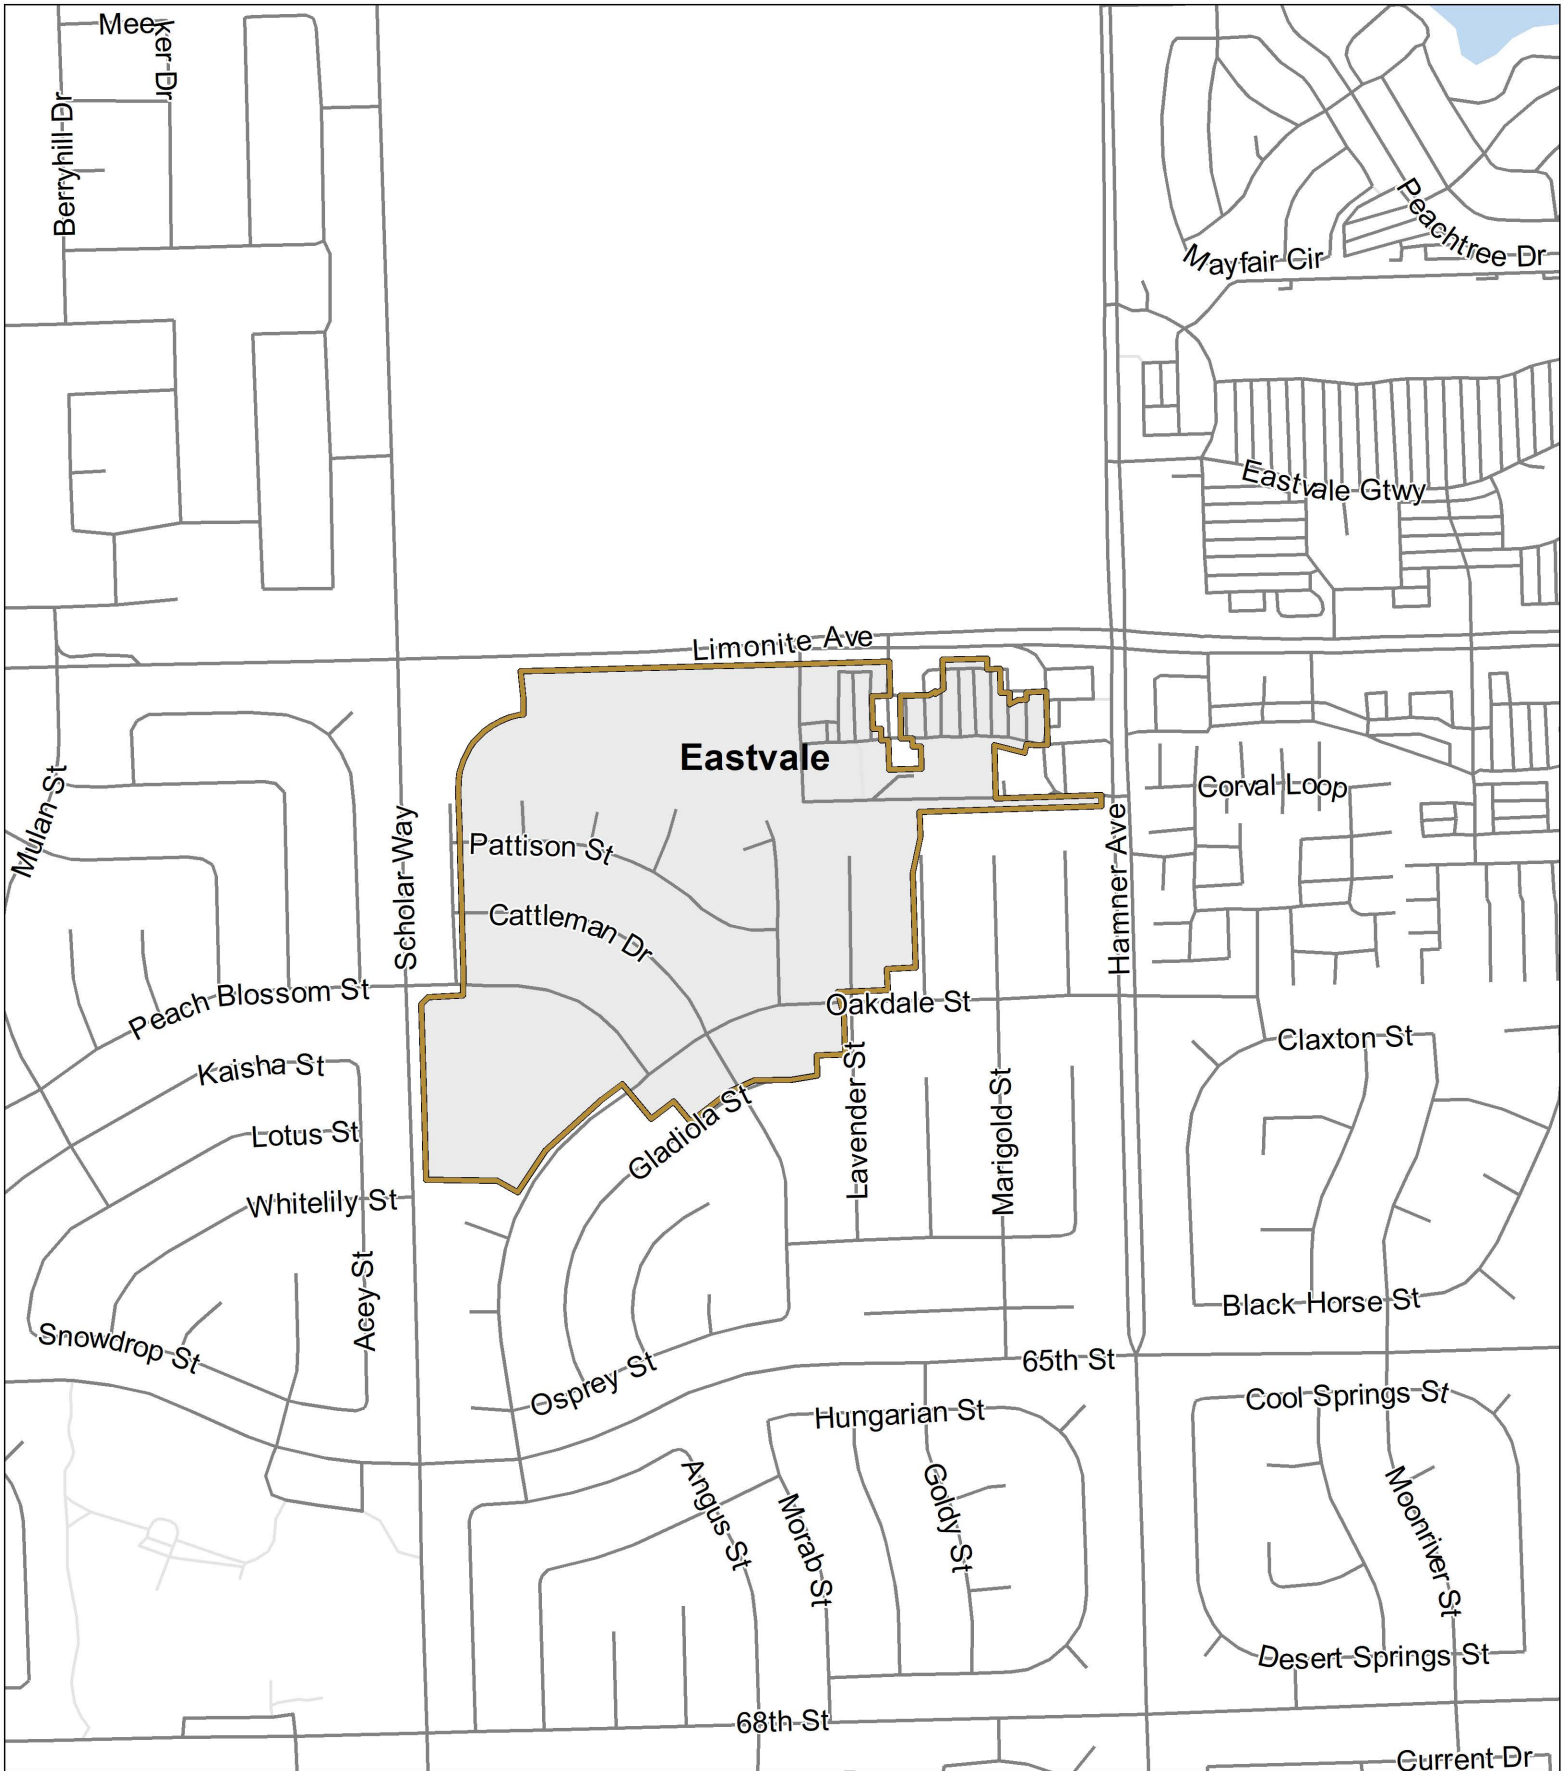 Meeker Dr
Berryhill Dr
Peachtree Dr
Mayfair Cir
Eastvale Gtwy
Limonite Ave
Eastvale
Mulan St
Corval Loop
Scholar Way
Hamner Ave
Pattison St
Cattleman Dr
Peach Blossom St
Oakdale St
Claxton St
Kaisha St
Lavender St
Marigold St
Gladiola St
Lotus St
Whitelily St
Acey St
Black Horse St
Snowdrop St
65th St
Osprey St
Cool Springs St
Hungarian St
Angus St
Morab St
Goldy St
Moonriver St
Desert Springs St
68th St
Current Dr